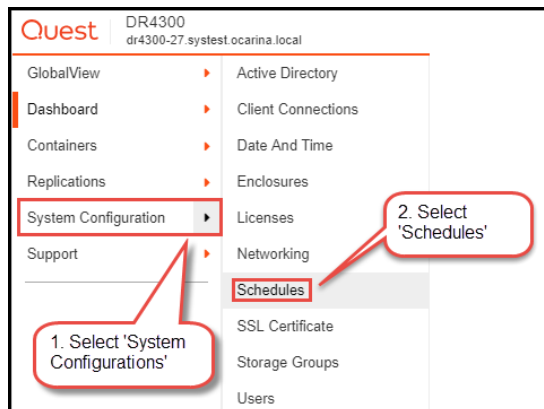 Quest
DR4300
dr4300-27.systest.ocarina.local
GlobalView
Dashboard
Containers
Replications
System Configuration
Support
Active Directory
Client Connections
Date And Time
Enclosures
Licenses
Networking
Schedules
SSL Certificate
Storage Groups
Users
1. Select 'System
Configurations'
2. Select
'Schedules'